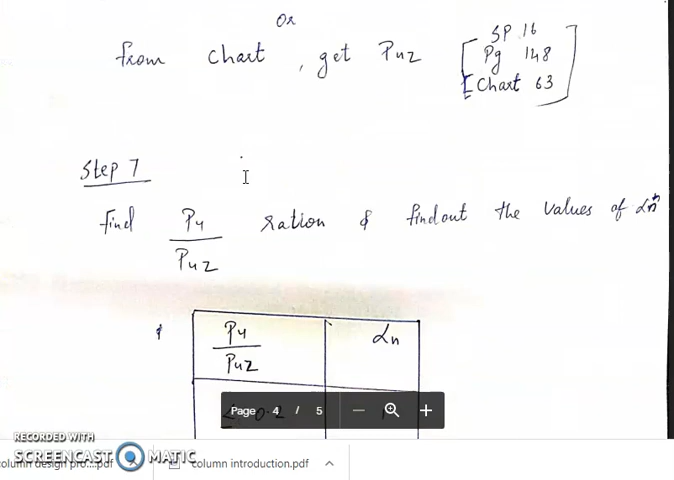 Or
from chart, get Puz [SP 16
Pg 148
[Chart 63]
Step 7
find Pu/Puz ration & findout the values of αn
Pu/Puz αn
Page 4 / 5
RECORDED WITH
SCREENCAST MATIC
column design pro....pdf
column introduction.pdf